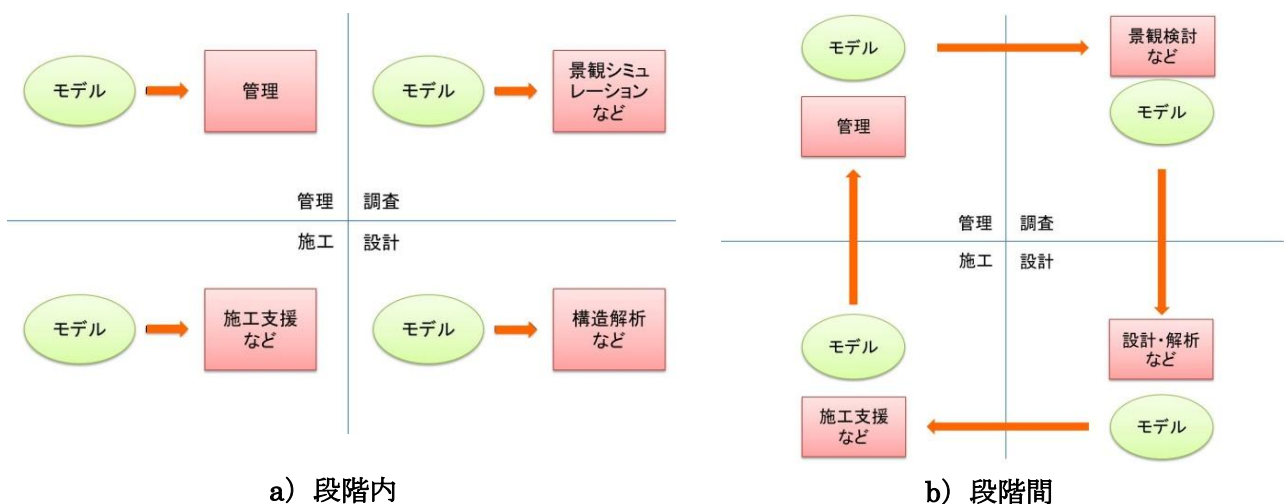 モデル
管理
モデル
景観シミュ
レーション
など
管理
調査
施工
設計
モデル
施工支援
など
モデル
構造解析
など
a) 段階内
モデル
景観検討
など
モデル
管理
管理
調査
施工
設計
モデル
設計・解析
など
施工支援
など
モデル
b) 段階間